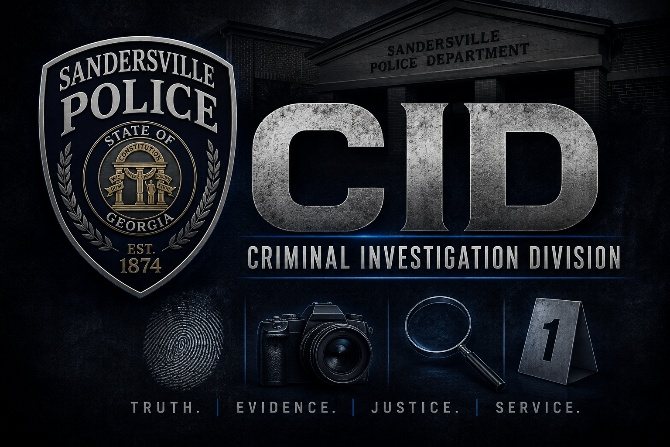 SANDERSVILLE
POLICE
STATE OF
CONSTITUTION
GEORGIA
EST.
1874
SANDERSVILLE
POLICE DEPARTMENT
CID
CRIMINAL INVESTIGATION DIVISION
1
TRUTH. | EVIDENCE. | JUSTICE. | SERVICE.